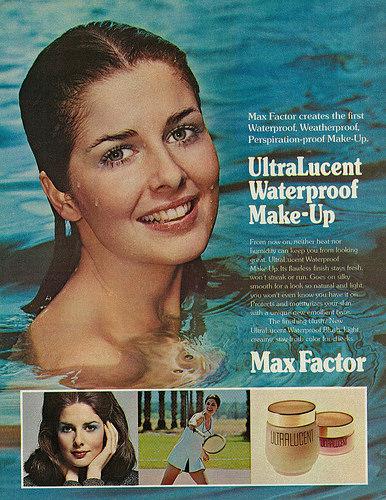 Max Factor creates the first
Waterproof, Weatherproof,
Perspiration-proof Make-Up.
UltraLucent
Waterproof
Make-Up
From now on, neither heat nor
humidity can keep you from looking
great. UltraLucent Waterproof
Make-Up. Its flawless finish stays fresh,
won't streak or run. Goes on silky
smooth for a look so natural and light,
you won't even know you have it on.
Protects and moisturizes your skin
with a unique new emollient base.
The finishing blush: New
UltraLucent Waterproof Blush. Light,
creamy, stay-fresh color for cheeks.
Max Factor
ULTRALUCENT
ULTRALUCENT